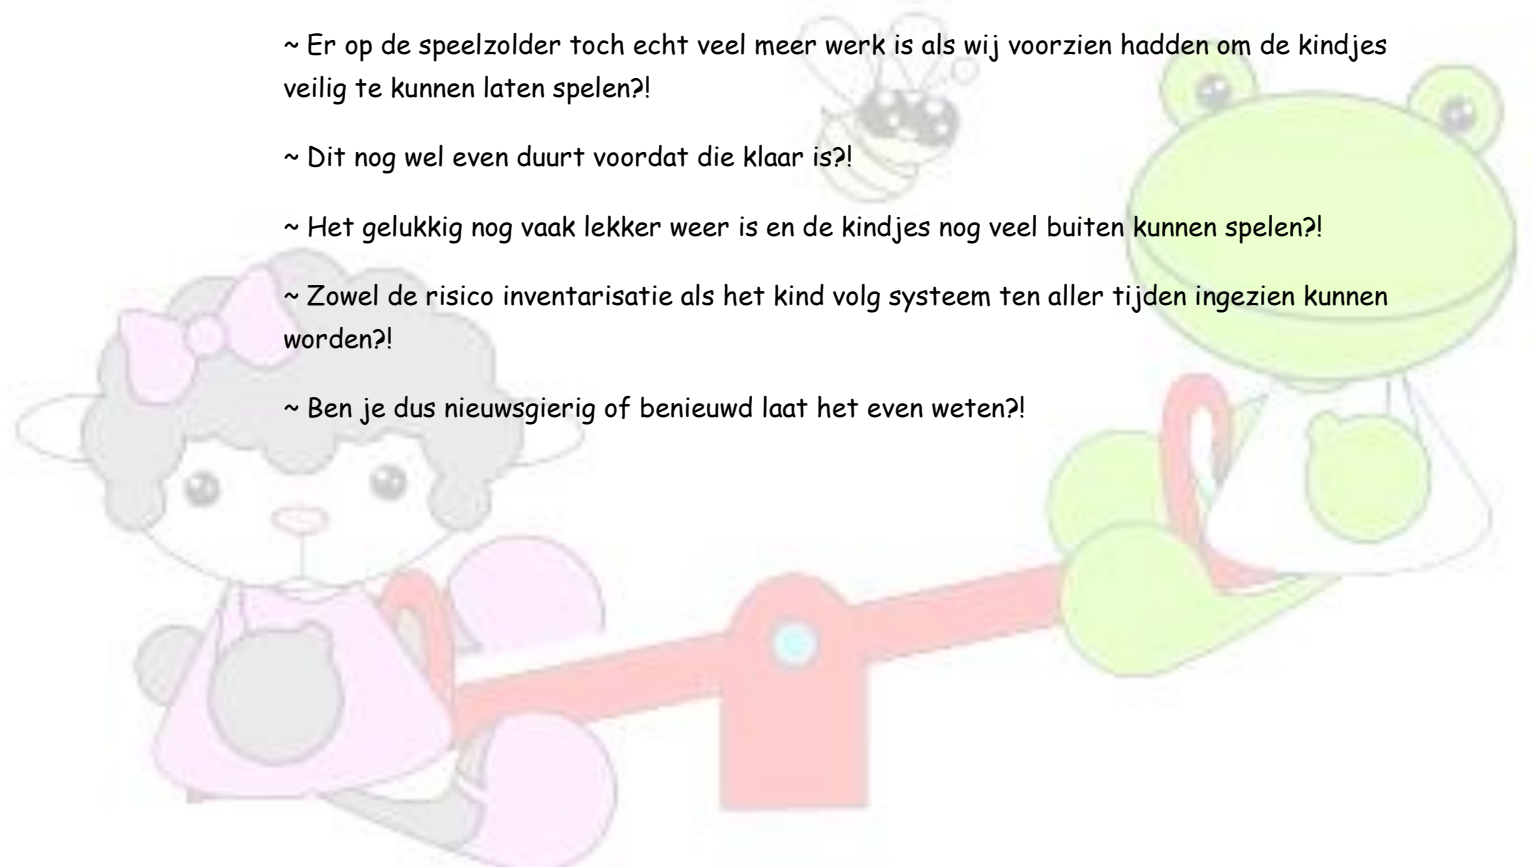 ~ Er op de speelzolder toch echt veel meer werk is als wij voorzien hadden om de kindjes
veilig te kunnen laten spelen?!
~ Dit nog wel even duurt voordat die klaar is?!
~ Het gelukkig nog vaak lekker weer is en de kindjes nog veel buiten kunnen spelen?!
~ Zowel de risico inventarisatie als het kind volg systeem ten aller tijden ingezien kunnen
worden?!
~ Ben je dus nieuwsgierig of benieuwd laat het even weten?!